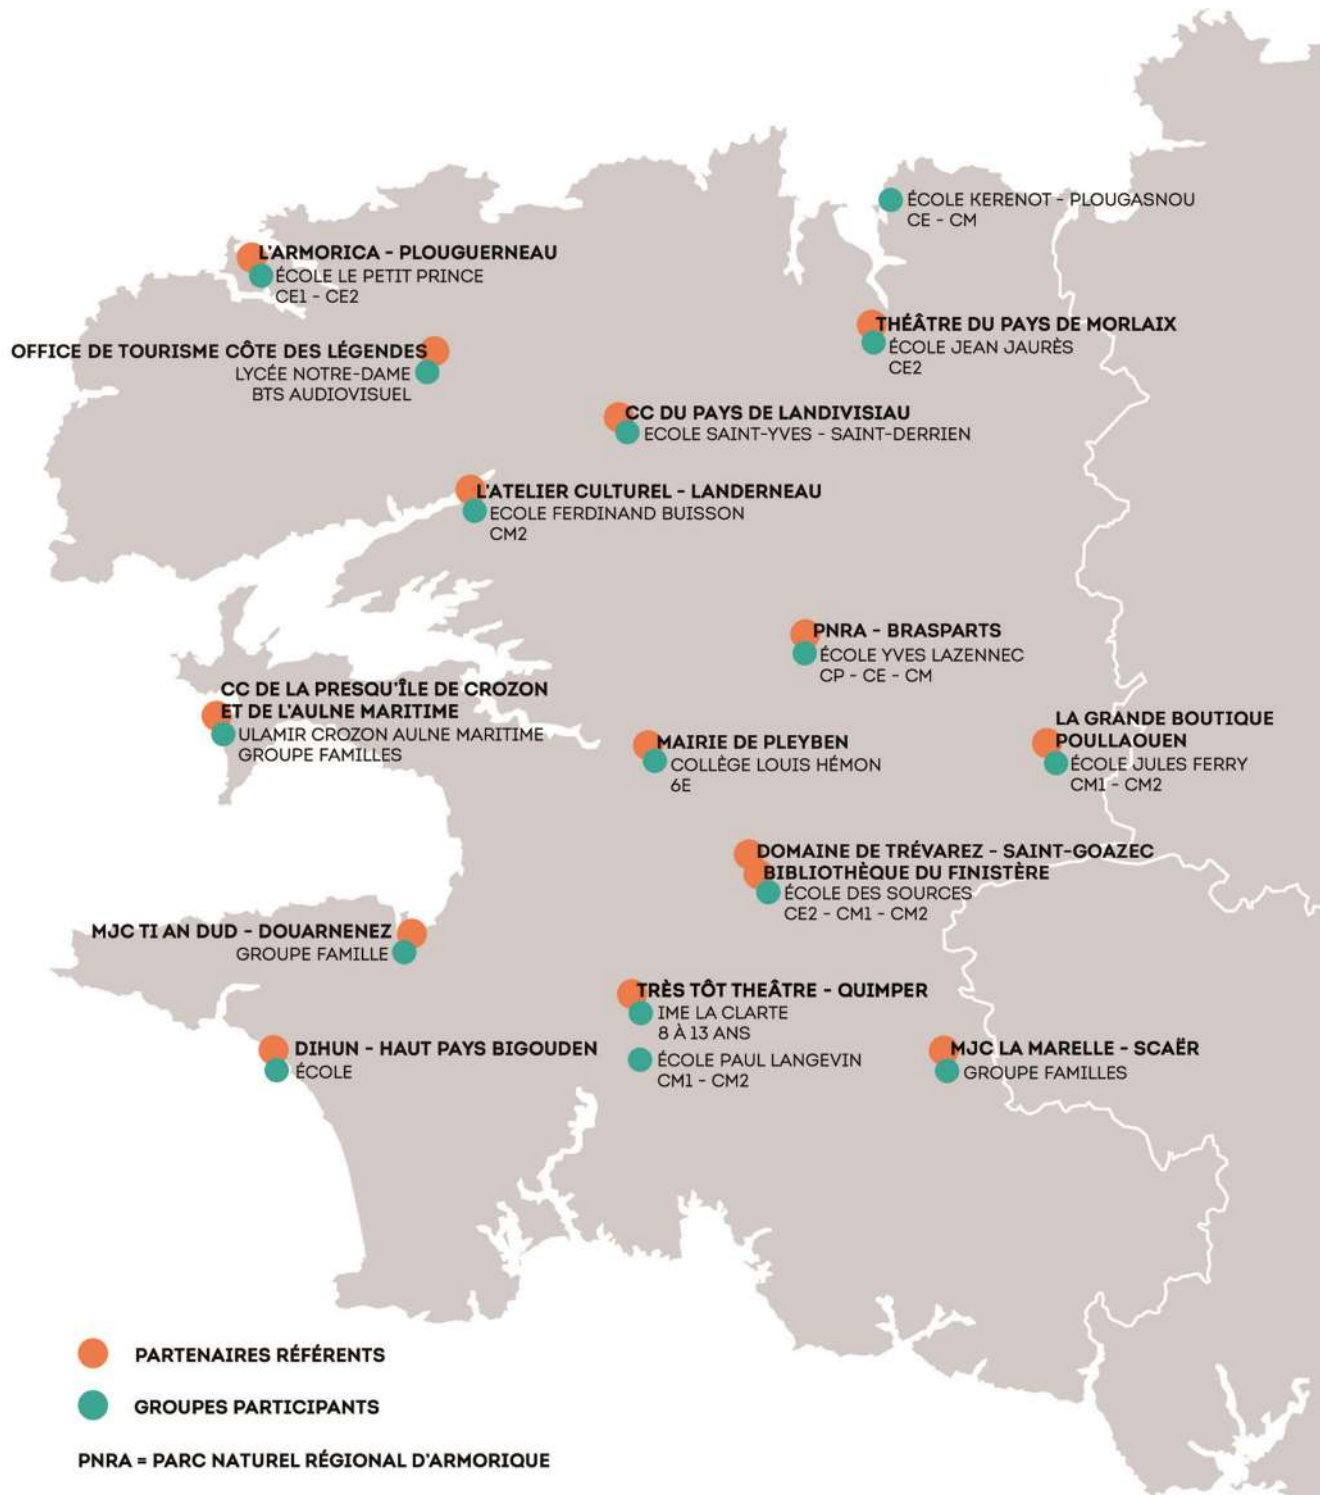 ÉCOLE KERENOT - PLOUGASNOU
CE - CM
L'ARMORICA - PLOUGUERNEAU
ÉCOLE LE PETIT PRINCE
CE1 - CE2
THÉÂTRE DU PAYS DE MORLAIX
ÉCOLE JEAN JAURÈS
CE2
OFFICE DE TOURISME CÔTE DES LÉGENDES
LYCÉE NOTRE-DAME
BTS AUDIOVISUEL
CC DU PAYS DE LANDIVISIAU
ECOLE SAINT-YVES - SAINT-DERRIEN
L'ATELIER CULTUREL - LANDERNEAU
ECOLE FERDINAND BUISSON
CM2
PNRA - BRASPARTS
ÉCOLE YVES LAZENNEC
CP - CE - CM
CC DE LA PRESQU'ÎLE DE CROZON
ET DE L'AULNE MARITIME
ULAMIR CROZON AULNE MARITIME
GROUPE FAMILLES
MAIRIE DE PLEYBEN
COLLÈGE LOUIS HÉMON
6E
LA GRANDE BOUTIQUE
POULLAOUEN
ÉCOLE JULES FERRY
CM1 - CM2
DOMAINE DE TRÉVAREZ - SAINT-GOAZEC
BIBLIOTHÈQUE DU FINISTÈRE
ÉCOLE DES SOURCES
CE2 - CM1 - CM2
MJC TI AN DUD - DOUARNENEZ
GROUPE FAMILLE
TRÈS TÔT THEÂTRE - QUIMPER
IME LA CLARTE
8 À 13 ANS
ÉCOLE PAUL LANGEVIN
CM1 - CM2
DIHUN - HAUT PAYS BIGOUDEN
ÉCOLE
MJC LA MARELLE - SCAËR
GROUPE FAMILLES
PARTENAIRES RÉFÉRENTS
GROUPES PARTICIPANTS
PNRA = PARC NATUREL RÉGIONAL D'ARMORIQUE